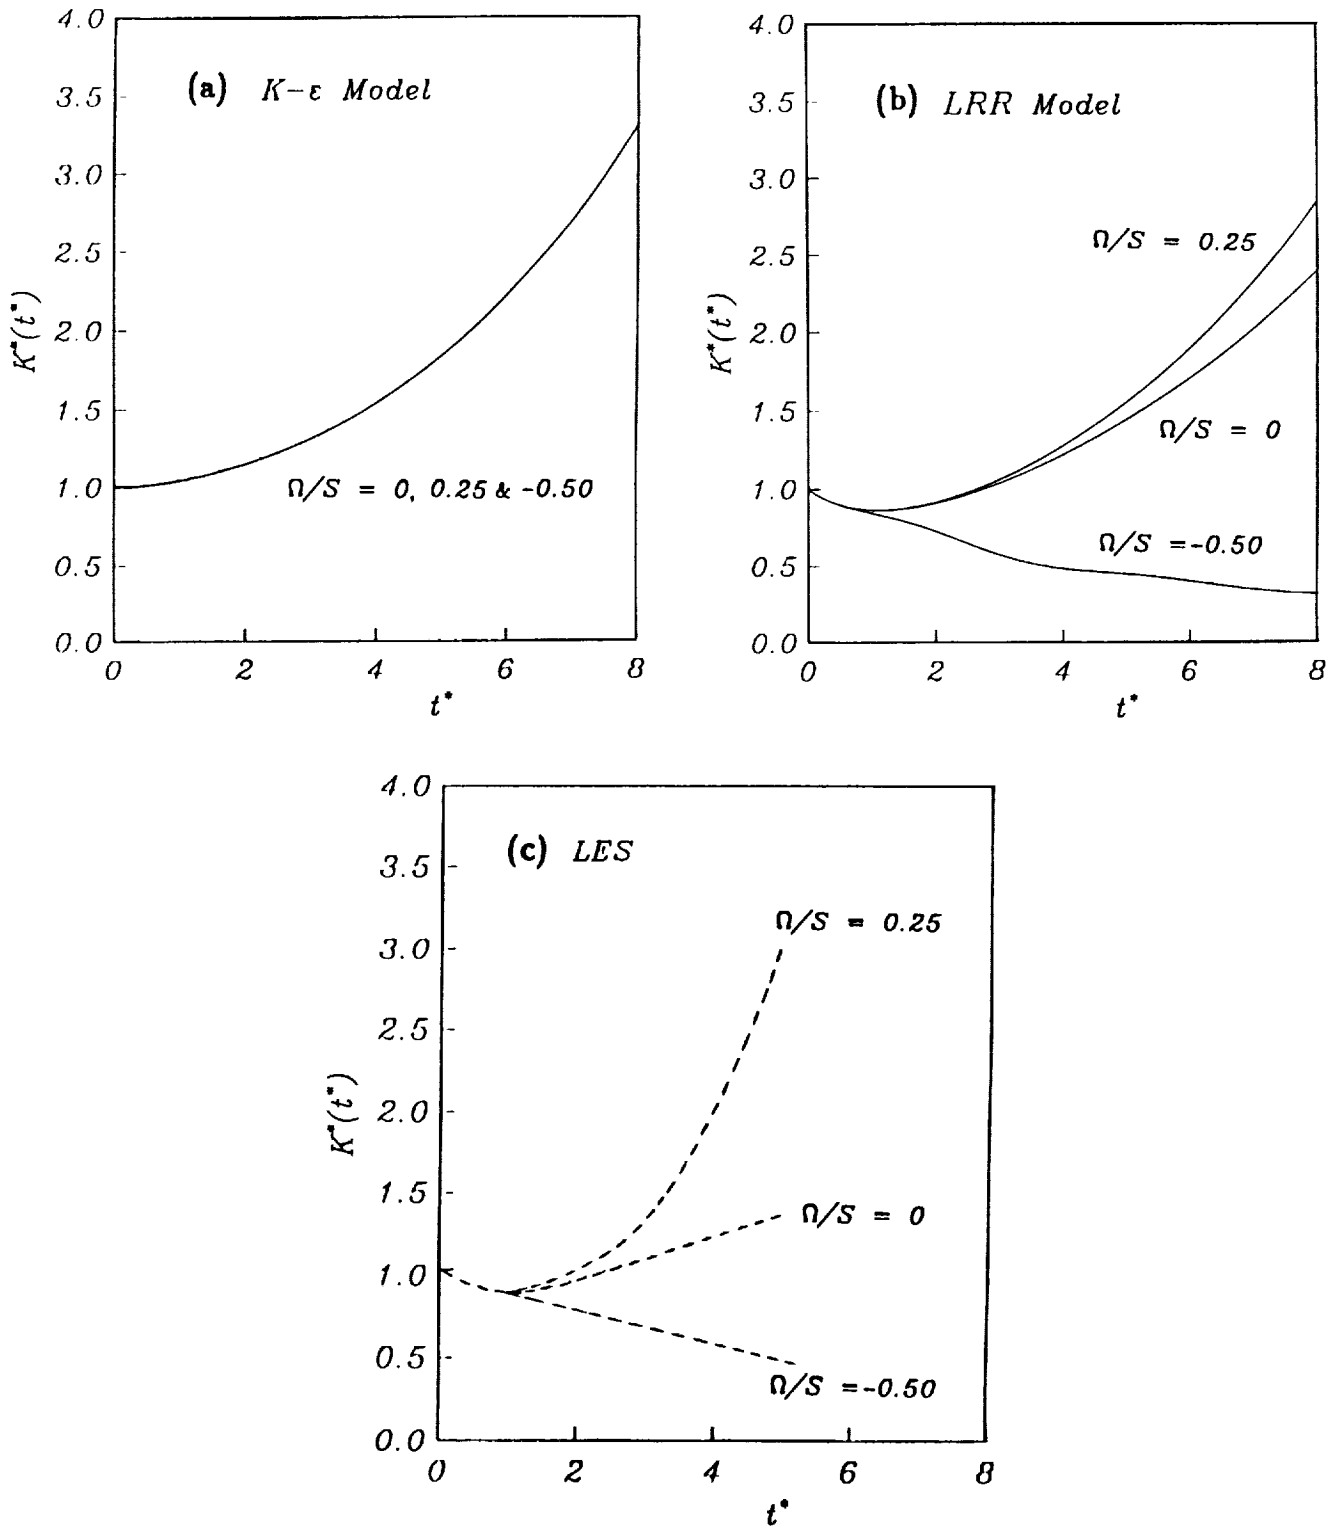 (a) K-ε Model
4.0
3.5
3.0
2.5
2.0
1.5
1.0
0.5
0.0
K*(t*)
Ω/S = 0, 0.25 & -0.50
0 2 4 6 8
t*
(b) LRR Model
4.0
3.5
3.0
2.5
2.0
1.5
1.0
0.5
0.0
K*(t*)
Ω/S = 0.25
Ω/S = 0
Ω/S =-0.50
0 2 4 6 8
t*
(c) LES
4.0
3.5
3.0
2.5
2.0
1.5
1.0
0.5
0.0
K*(t*)
Ω/S = 0.25
Ω/S = 0
Ω/S =-0.50
0 2 4 6 8
t*